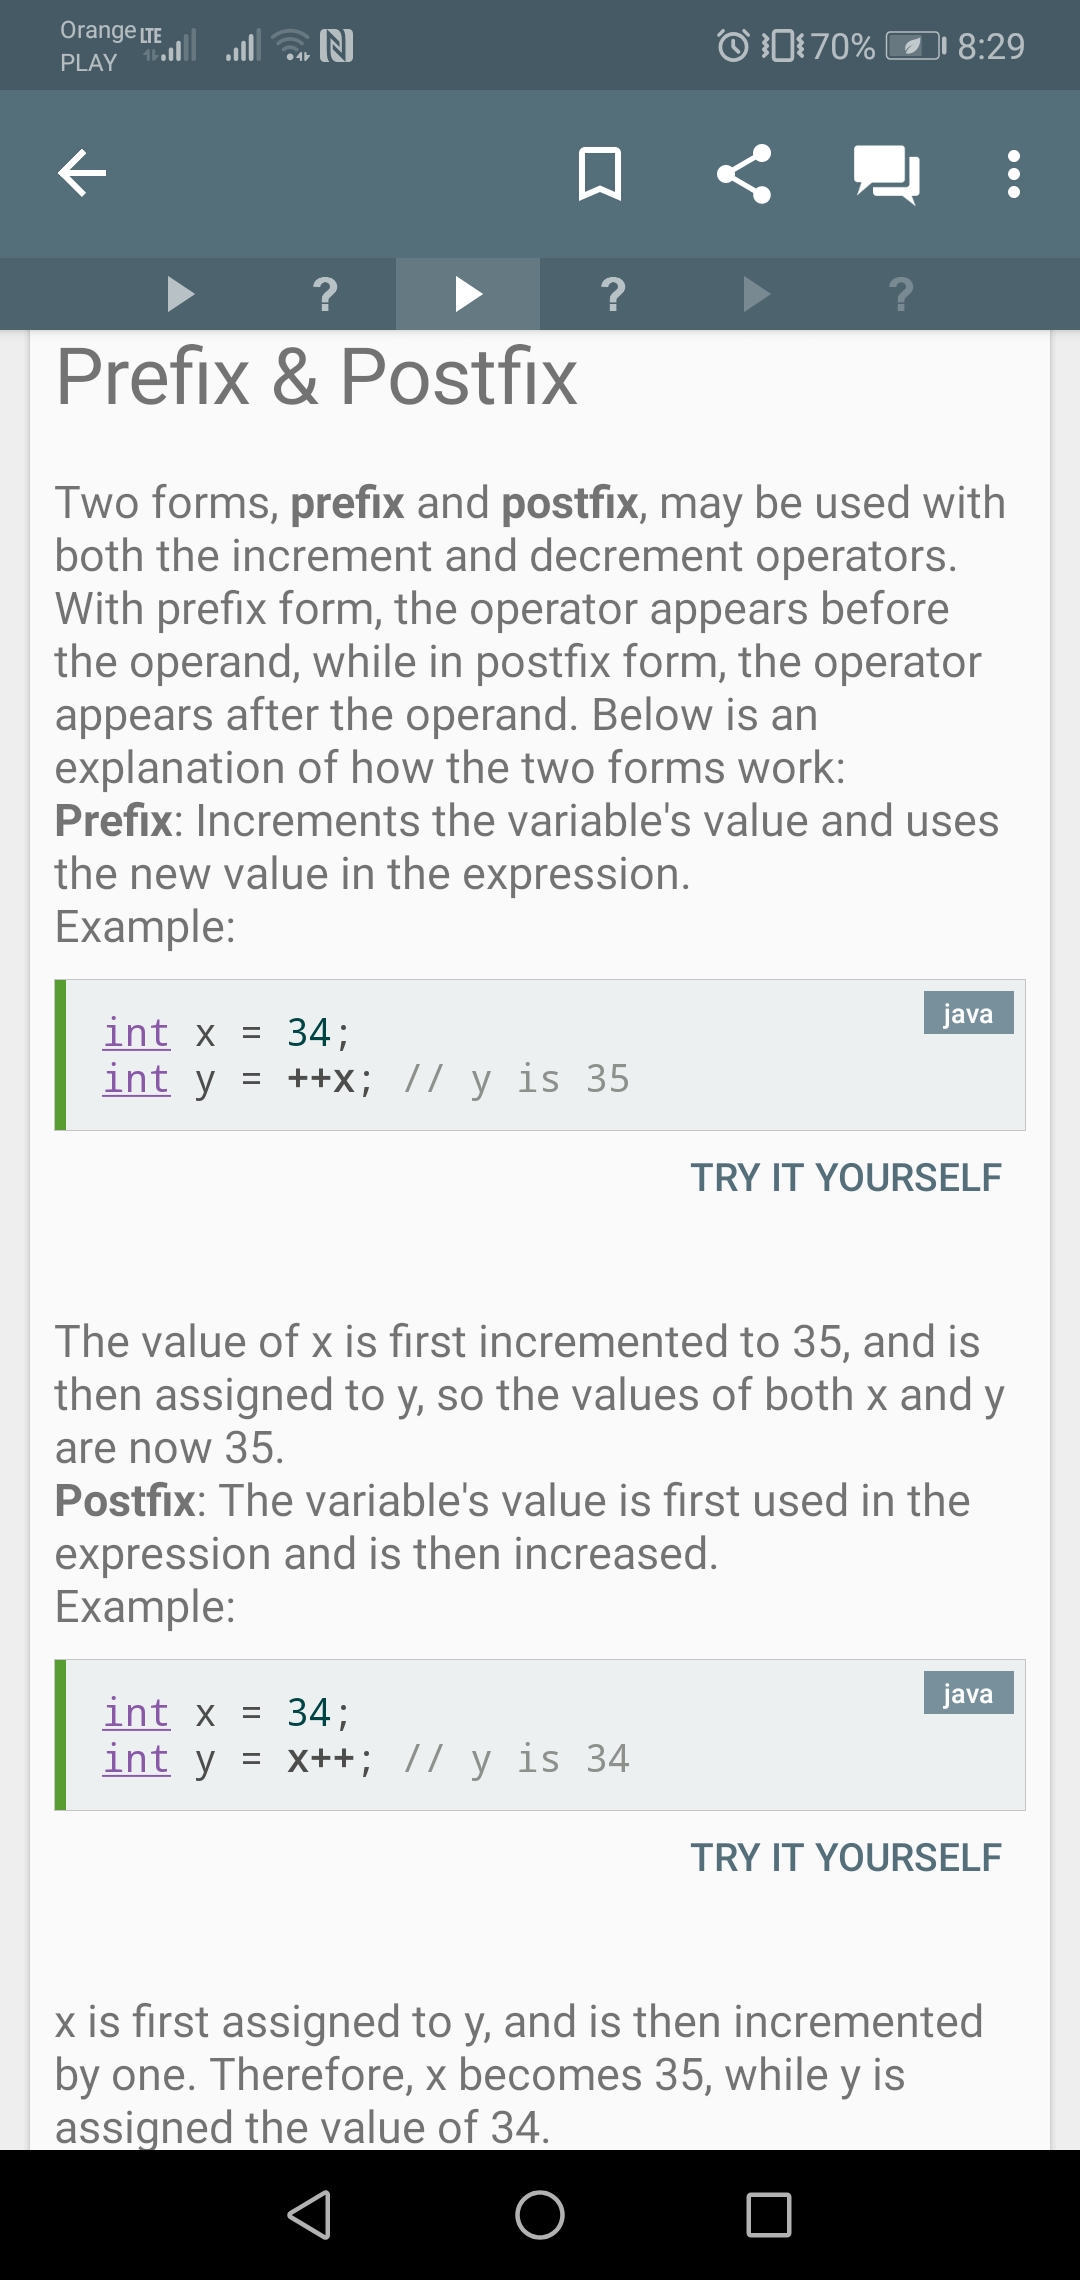 Orange LTE
PLAY
70% 8:29
? ? ?
Prefix & Postfix
Two forms, prefix and postfix, may be used with
both the increment and decrement operators.
With prefix form, the operator appears before
the operand, while in postfix form, the operator
appears after the operand. Below is an
explanation of how the two forms work:
Prefix: Increments the variable's value and uses
the new value in the expression.
Example:
java
int x = 34;
int y = ++x; // y is 35
TRY IT YOURSELF
The value of x is first incremented to 35, and is
then assigned to y, so the values of both x and y
are now 35.
Postfix: The variable's value is first used in the
expression and is then increased.
Example:
java
int x = 34;
int y = x++; // y is 34
TRY IT YOURSELF
x is first assigned to y, and is then incremented
by one. Therefore, x becomes 35, while y is
assigned the value of 34.